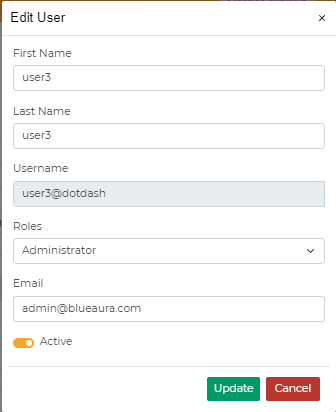 Edit User
×
First Name
user3
Last Name
user3
Username
user3@dotdash
Roles
Administrator
Email
admin@blueaura.com
Active
Update Cancel